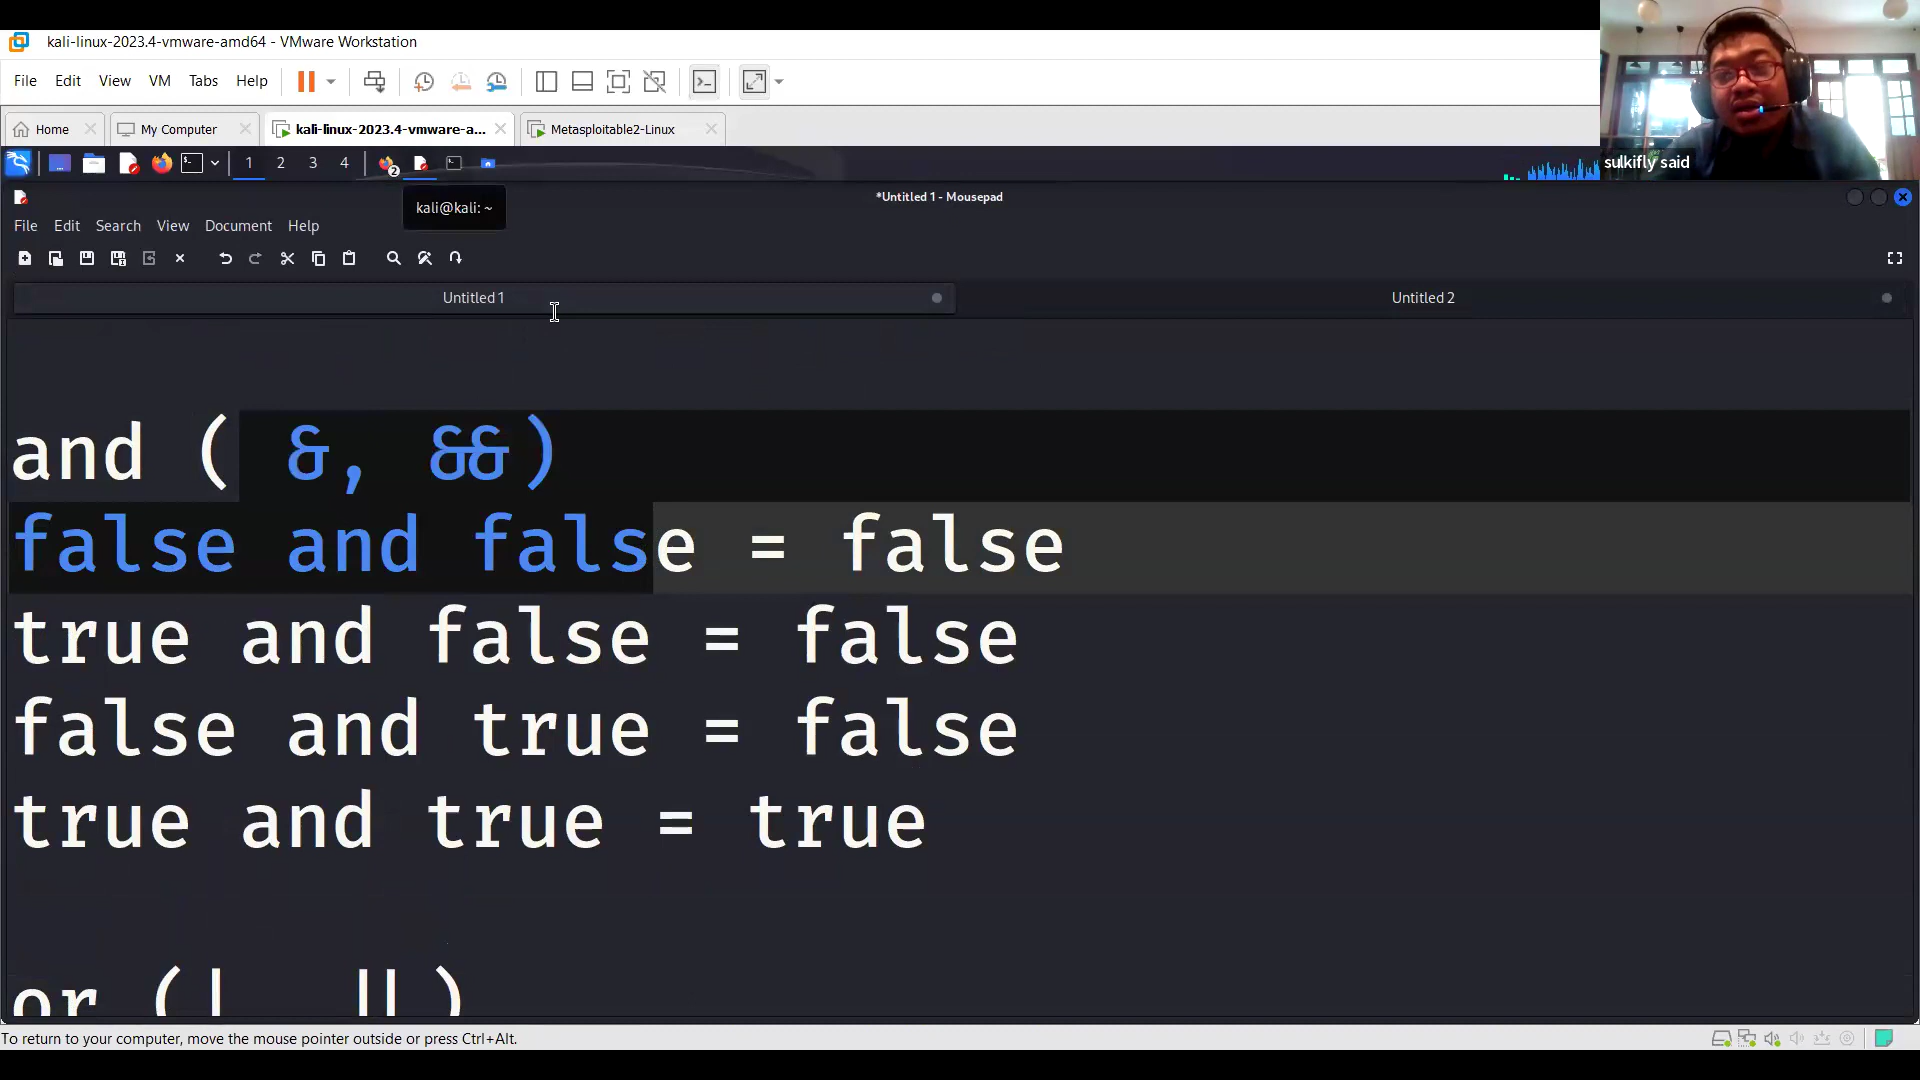 kali-linux-2023.4-vmware-amd64 - VMware Workstation
File Edit View VM Tabs Help
Home My Computer kali-linux-2023.4-vmware-a... Metasploitable2-Linux
1 2 3 4 2
sulkifly said
*Untitled 1 - Mousepad
kali@kali: ~
File Edit Search View Document Help
Untitled 1 Untitled 2
and ( &, &&)
false and false = false
true and false = false
false and true = false
true and true = true
or (| || )
To return to your computer, move the mouse pointer outside or press Ctrl+Alt.